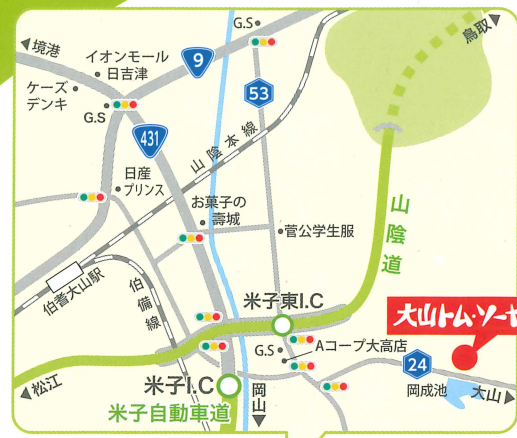 G.S
鳥取
境港
イオンモール
日吉津
9
ケーズ
デンキ
G.S
53
431
山陰本線
日産
プリンス
お菓子の
壽城
菅公学生服
山陰道
伯耆大山駅
伯備線
米子東I.C
大山トム・ソーヤ
G.S
Aコープ大高店
24
岡成池
大山
松江
米子I.C
岡山
米子自動車道